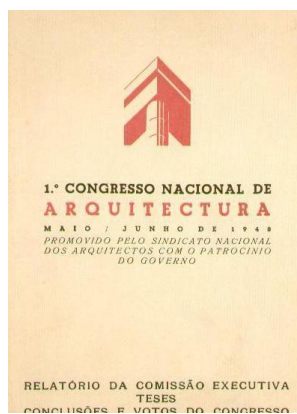 1.º CONGRESSO NACIONAL DE
ARQUITECTURA
MAIO / JUNHO DE 1948
PROMOVIDO PELO SINDICATO NACIONAL
DOS ARQUITECTOS COM O PATROCINIO
DO GOVERNO
RELATÓRIO DA COMISSÃO EXECUTIVA
TESES
CONCLUSÕES E VOTOS DO CONGRESSO